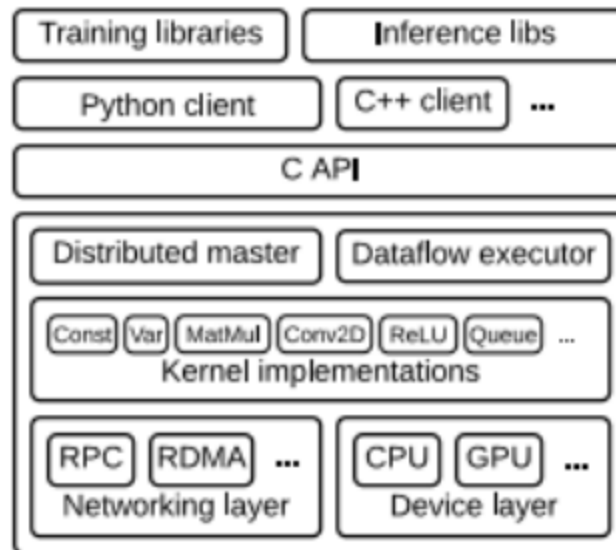 Training libraries Inference libs
Python client C++ client ...
C API
Distributed master Dataflow executor
Const Var MatMul Conv2D ReLU Queue ...
Kernel implementations
RPC RDMA ... CPU GPU ...
Networking layer Device layer